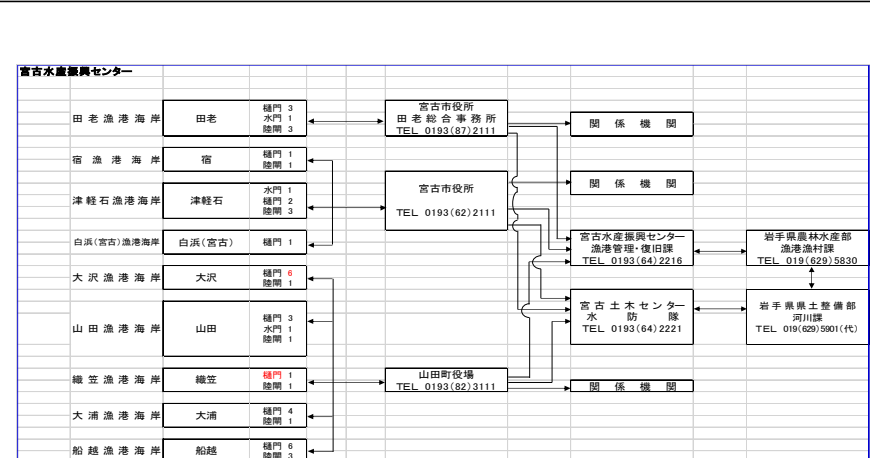 宮古水産振興センター
田老漁港海岸 田老 樋門 3
水門 1
陸閘 3
宮古市役所
田老総合事務所
TEL 0193(87)2111
関係機関
宿漁港海岸 宿 樋門 1
陸閘 1
津軽石漁港海岸 津軽石 水門 1
樋門 2
陸閘 3
宮古市役所
TEL 0193(62)2111
関係機関
白浜(宮古)漁港海岸 白浜(宮古) 樋門 1
宮古水産振興センター
漁港管理・復旧課
TEL 0193(64)2216
岩手県農林水産部
漁港漁村課
TEL 019(629)5830
大沢漁港海岸 大沢 樋門 6
陸閘 1
山田漁港海岸 山田 樋門 3
水門 1
陸閘 1
宮古土木センター
水防隊
TEL 0193(64)2221
岩手県県土整備部
河川課
TEL 019(629)5901(代)
織笠漁港海岸 織笠 樋門 1
陸閘 1
山田町役場
TEL 0193(82)3111
関係機関
大浦漁港海岸 大浦 樋門 4
陸閘 1
船越漁港海岸 船越 樋門 6
陸閘 3